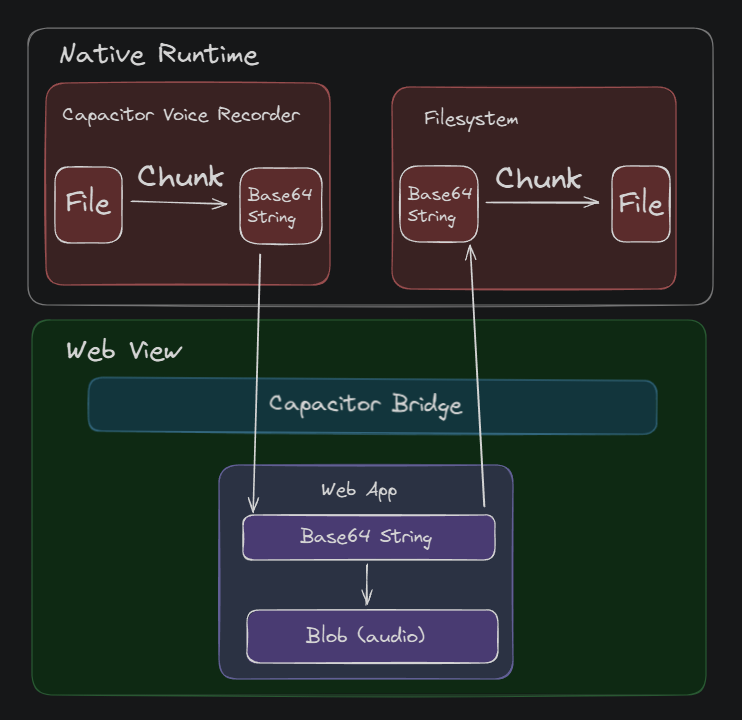 Native Runtime
Capacitor Voice Recorder
File
Chunk
Base64
String
Filesystem
Base64
String
Chunk
File
Web View
Capacitor Bridge
Web App
Base64 String
Blob (audio)